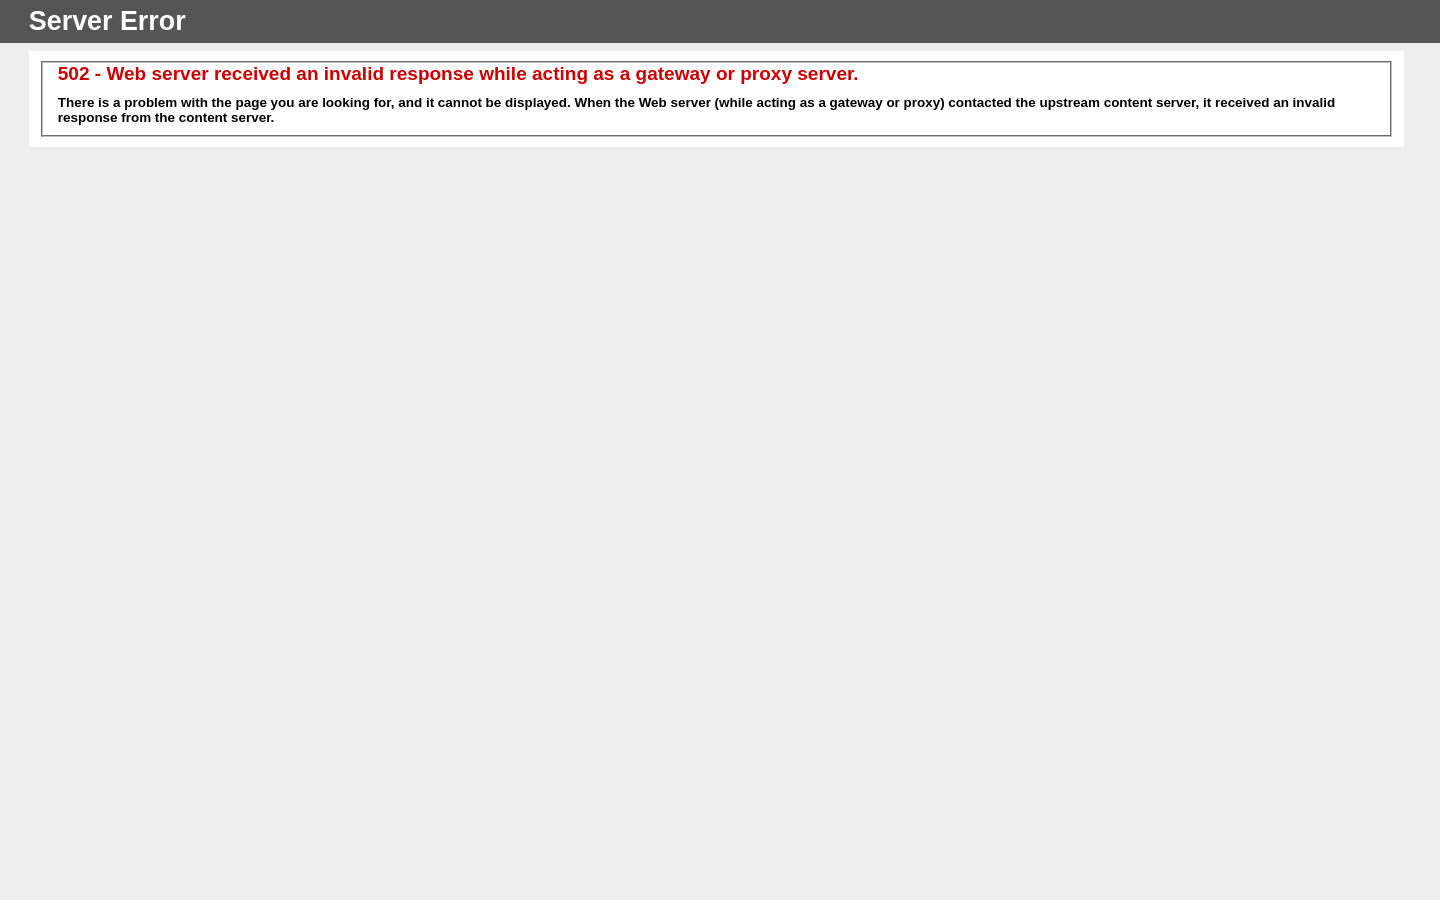 Server Error
502 - Web server received an invalid response while acting as a gateway or proxy server.
There is a problem with the page you are looking for, and it cannot be displayed. When the Web server (while acting as a gateway or proxy) contacted the upstream content server, it received an invalid
response from the content server.